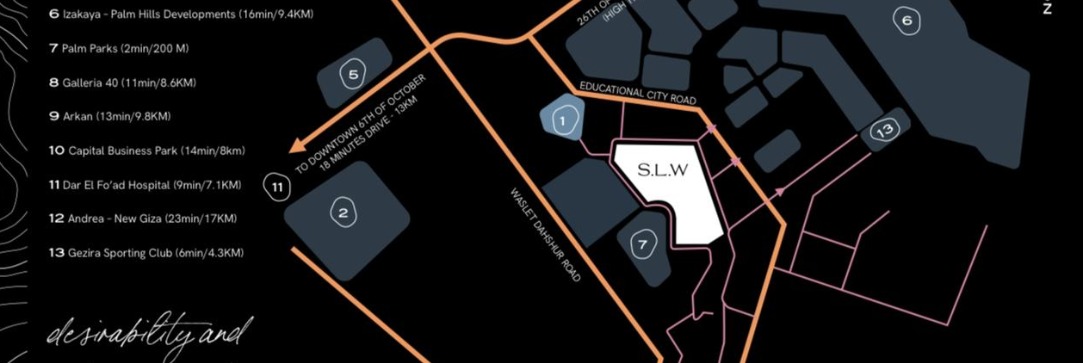 6 Izakaya - Palm Hills Developments (16min/9.4KM)
7 Palm Parks (2min/200 M)
8 Galleria 40 (11min/8.6KM)
9 Arkan (13min/9.8KM)
10 Capital Business Park (14min/8km)
11 Dar El Fo'ad Hospital (9min/7.1KM)
12 Andrea - New Giza (23min/17KM)
13 Gezira Sporting Club (6min/4.3KM)
desirability and
5
11
2
TO DOWNTOWN 6TH OF OCTOBER
18 MINUTES DRIVE - 13KM
WASLET DAHSHUR ROAD
26TH OF
(HIGH
EDUCATIONAL CITY ROAD
1
S.L.W
7
6
13
Z